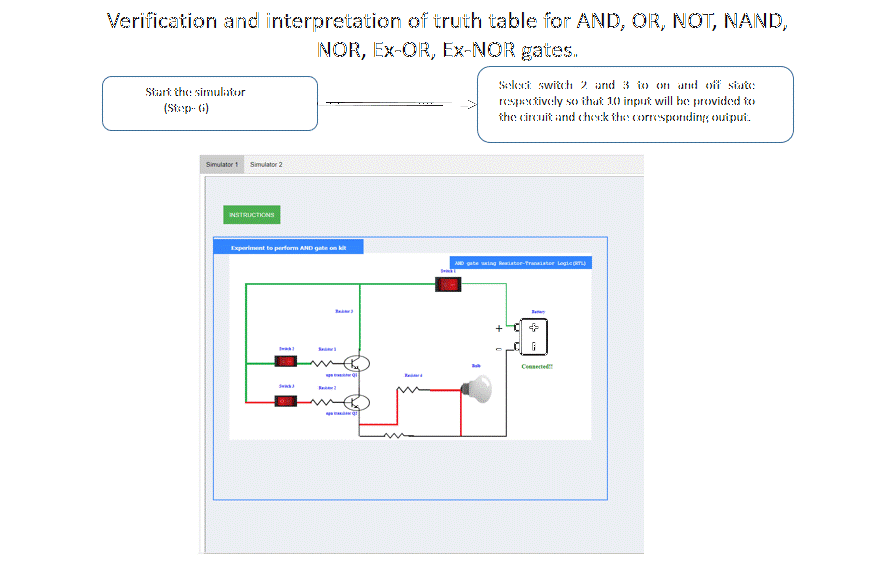 Verification and interpretation of truth table for AND, OR, NOT, NAND,
NOR, Ex-OR, Ex-NOR gates.
Start the simulator
(Step- 6)
Select switch 2 and 3 to on and off state
respectively so that 10 input will be provided to
the circuit and check the corresponding output.
Simulator 1 Simulator 2
INSTRUCTIONS
Experiment to perform AND gate on kit
AND gate using Resistor-Transistor Logic(RTL)
Switch 1
Resistor 3
Battery
+
-
Connected!!
Switch 2
Resistor 1
npn transistor Q1
Switch 3
Resistor 2
npn transistor Q2
Resistor 4
Bulb